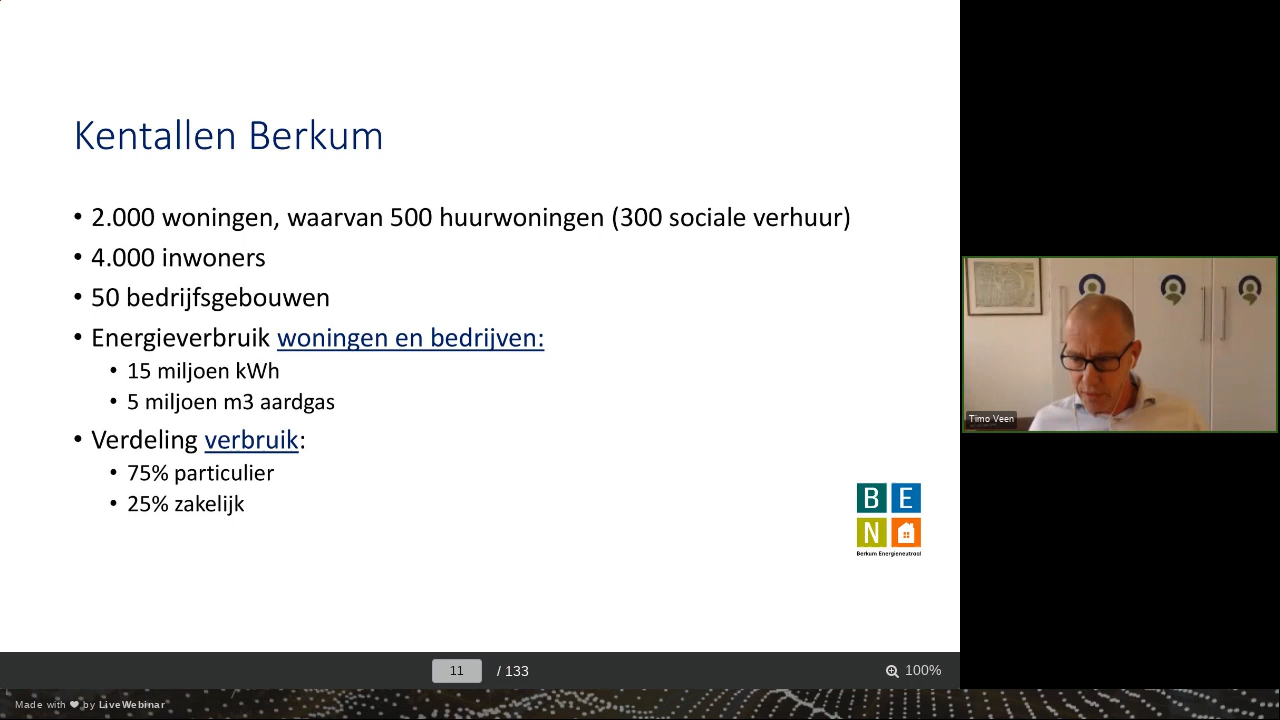 Kentallen Berkum
• 2.000 woningen, waarvan 500 huurwoningen (300 sociale verhuur)
• 4.000 inwoners
• 50 bedrijfsgebouwen
• Energieverbruik woningen en bedrijven:
• 15 miljoen kWh
• 5 miljoen m3 aardgas
• Verdeling verbruik:
• 75% particulier
• 25% zakelijk
B E
N
Berkum Energieneutraal
Timo Veen
11 / 133
100%
Made with ❤ by LiveWebinar